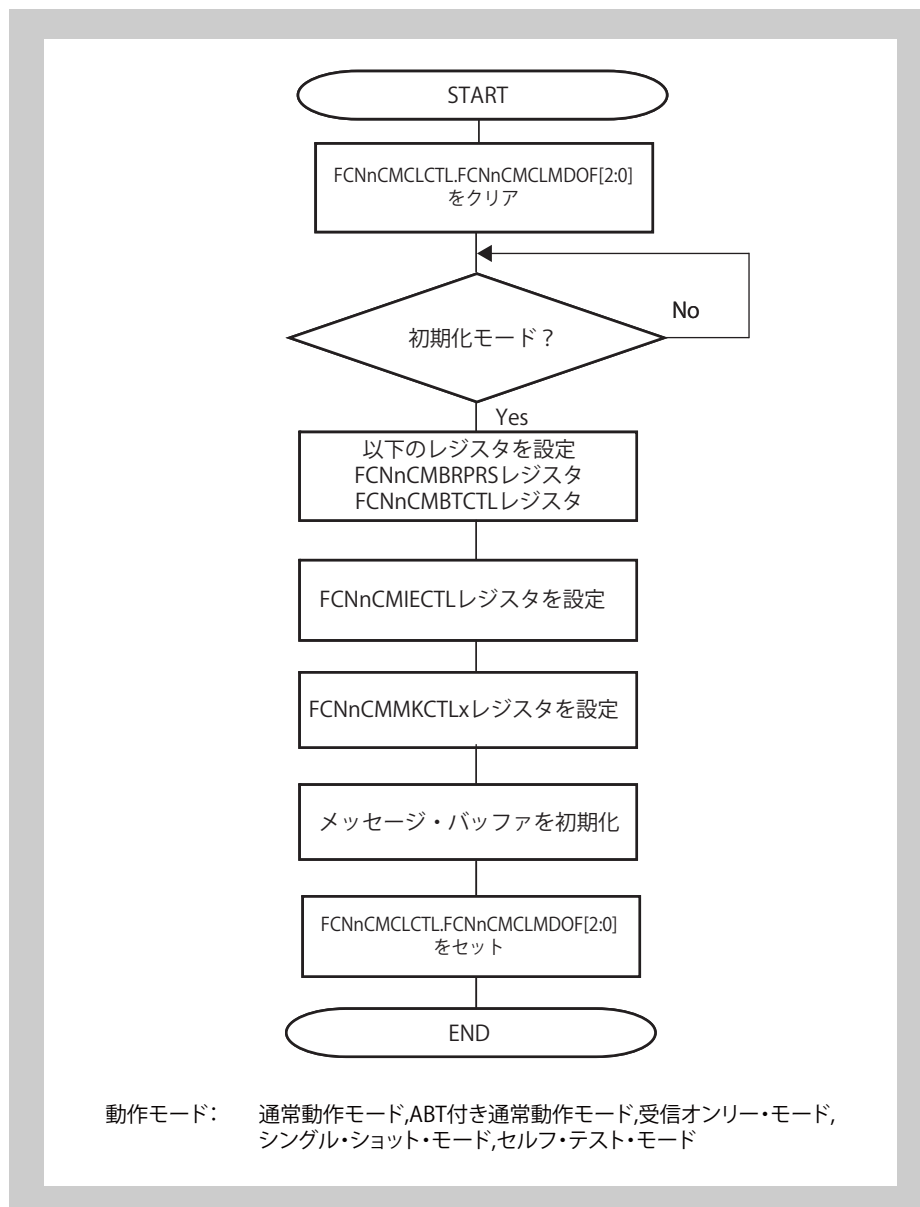 START
FCNnCMCLCTL.FCNnCMCLMDOF[2:0]
をクリア
初期化モード？
No
Yes
以下のレジスタを設定
FCNnCMBRPRSレジスタ
FCNnCMBTCTLレジスタ
FCNnCMIECTLレジスタを設定
FCNnCMMKCTLxレジスタを設定
メッセージ・バッファを初期化
FCNnCMCLCTL.FCNnCMCLMDOF[2:0]
をセット
END
動作モード： 通常動作モード,ABT付き通常動作モード,受信オンリー・モード,
シングル・ショット・モード,セルフ・テスト・モード